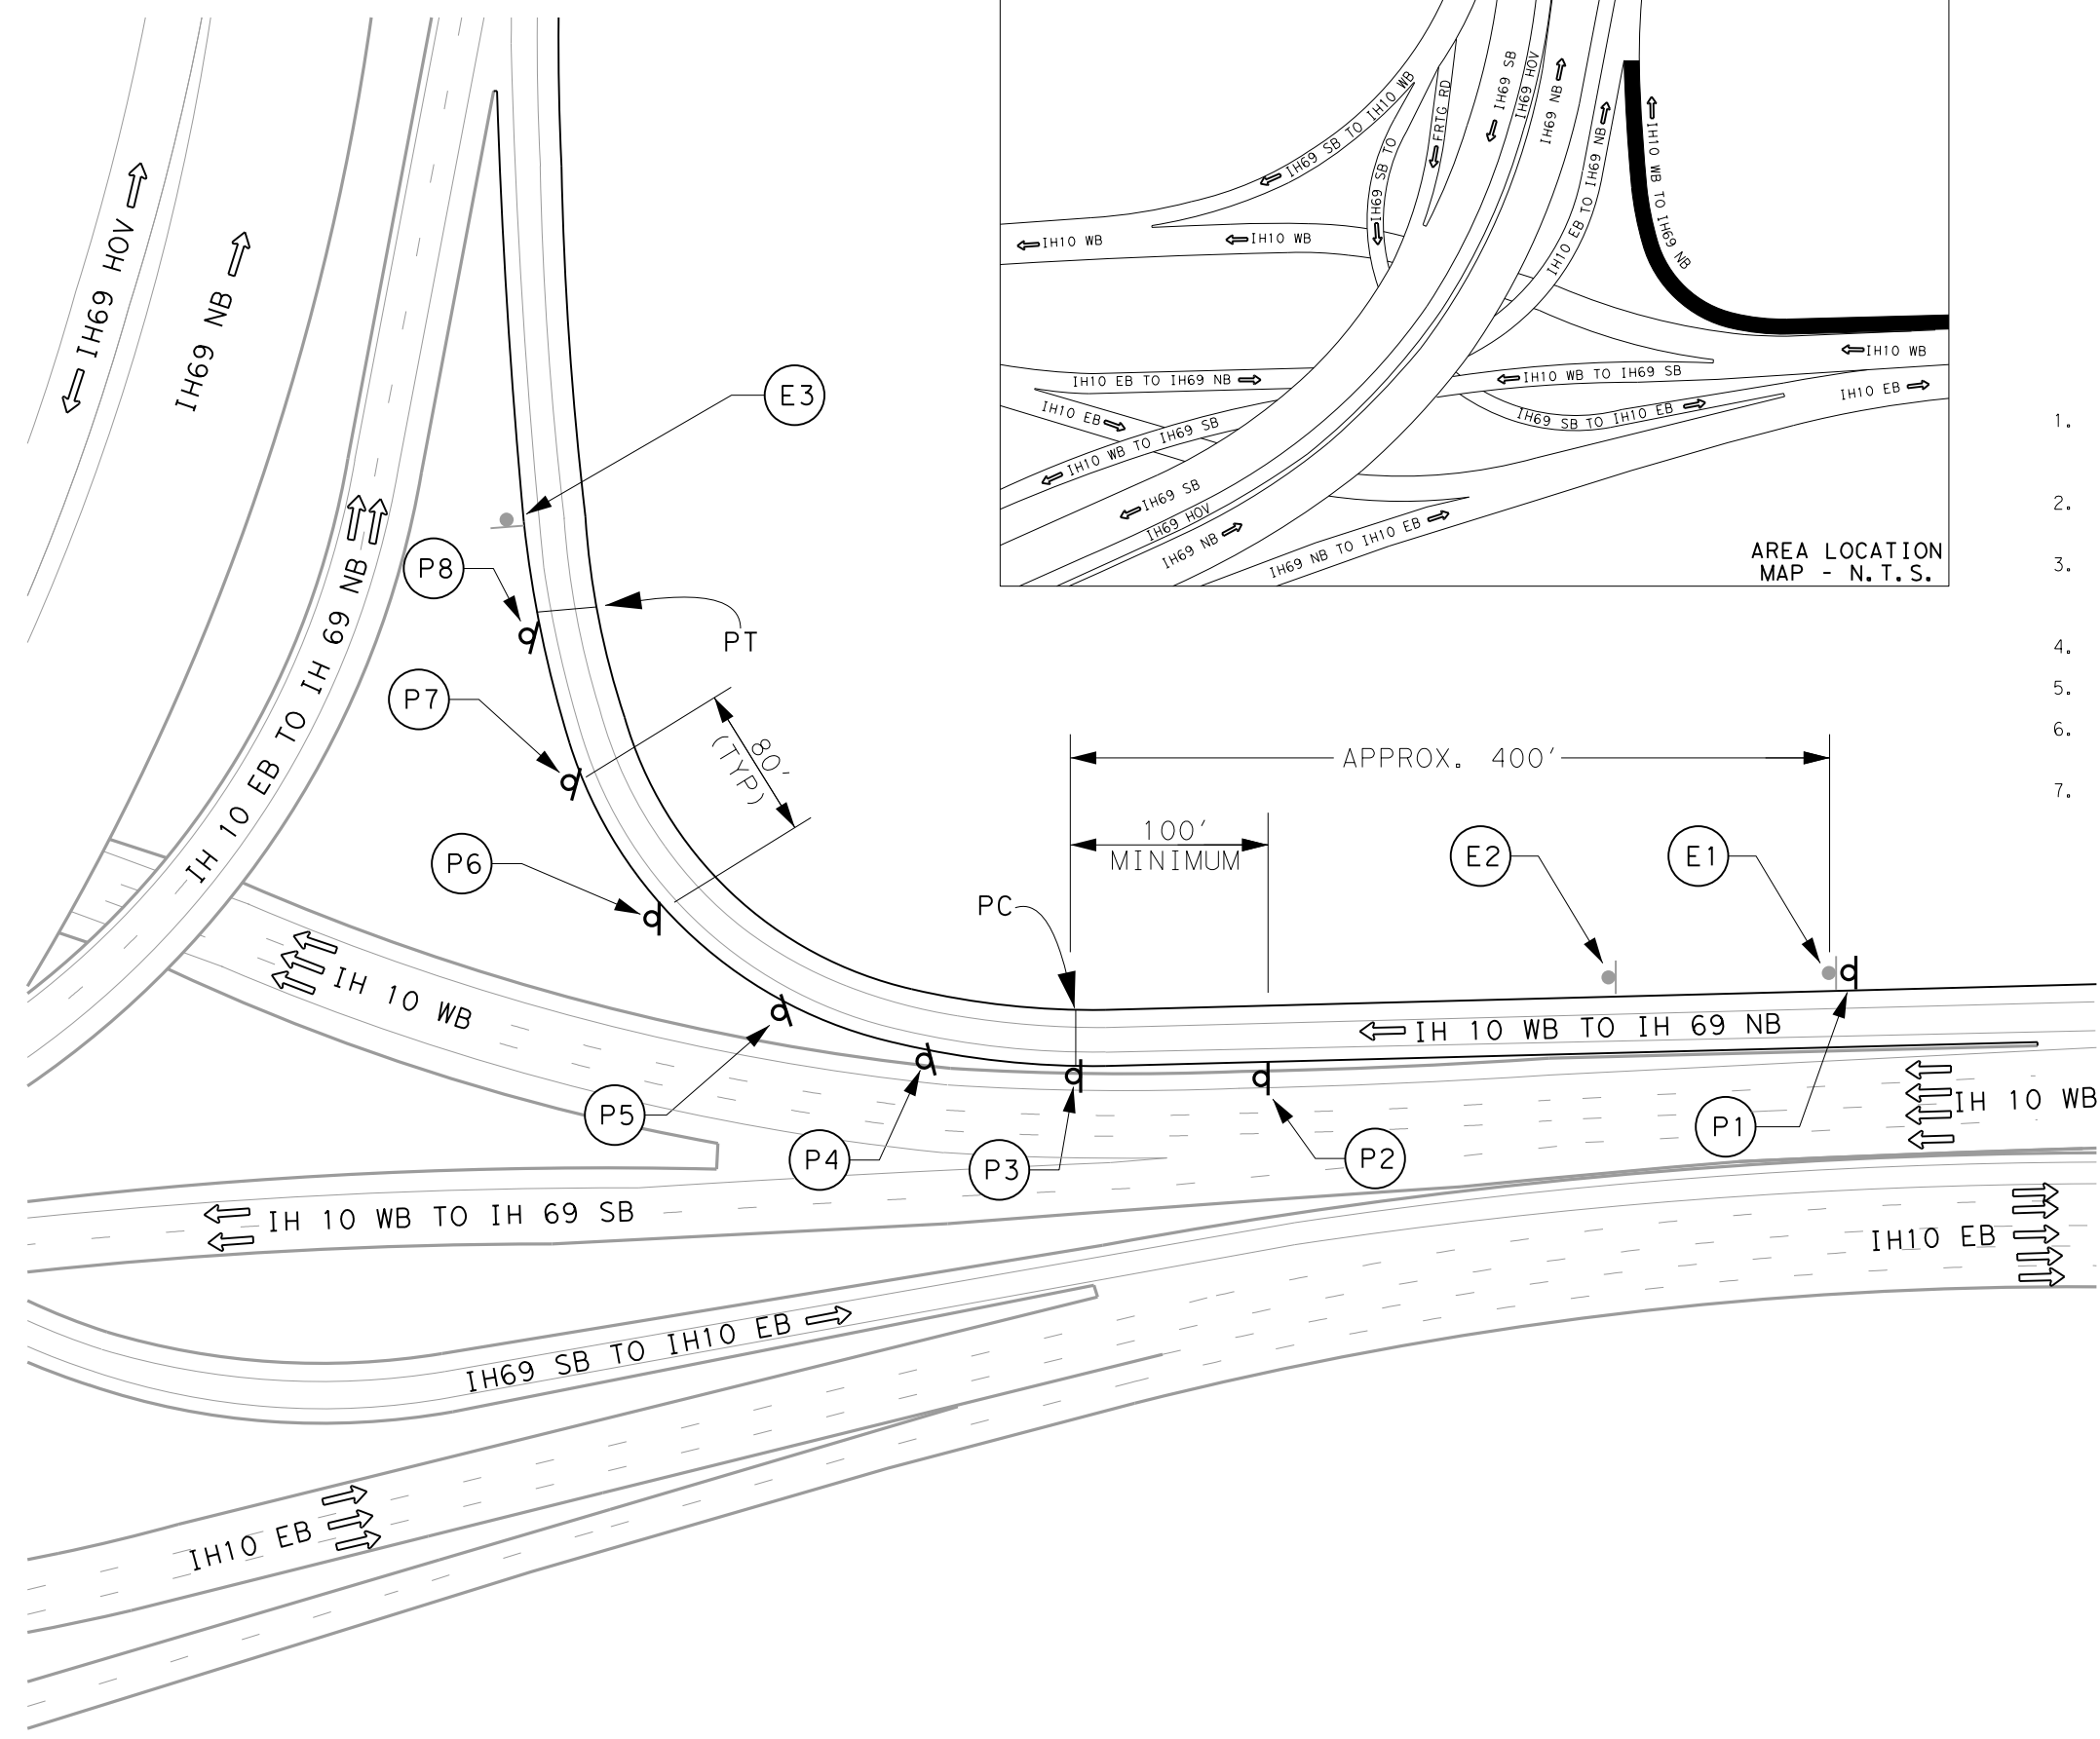 IH69 SB TO IH10 WB
FRTG RD
IH69 SB
IH69 HOV
IH69 NB
IH69 SB TO
IH10 EB TO IH69 NB
IH10 WB TO IH69 NB
IH10 WB
IH10 WB
IH10 WB
IH10 EB TO IH69 NB
IH10 WB TO IH69 SB
IH10 EB
IH69 SB TO IH10 EB
IH10 EB
IH10 WB TO IH69 SB
IH69 SB
IH69 HOV
IH69 NB
IH69 NB TO IH10 EB
AREA LOCATION
MAP - N.T.S.
IH69 HOV
IH69 NB
E3
P8
PT
P7
80'
(TYP)
IH 10 EB TO IH 69 NB
P6
APPROX. 400'
100'
MINIMUM
PC
E2
E1
IH 10 WB
IH 10 WB TO IH 69 NB
IH 10 WB
P5
P4
P3
P2
P1
IH 10 WB TO IH 69 SB
IH10 EB
IH69 SB TO IH10 EB
IH10 EB
1.
2.
3.
4.
5.
6.
7.